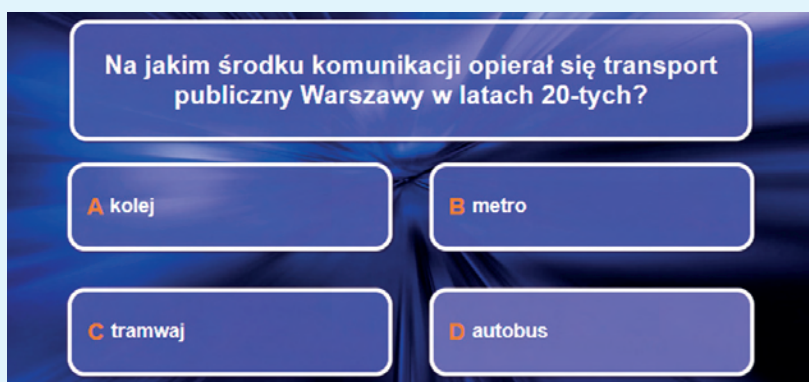 Na jakim środku komunikacji opierał się transport
publiczny Warszawy w latach 20-tych?
A kolej
B metro
C tramwaj
D autobus